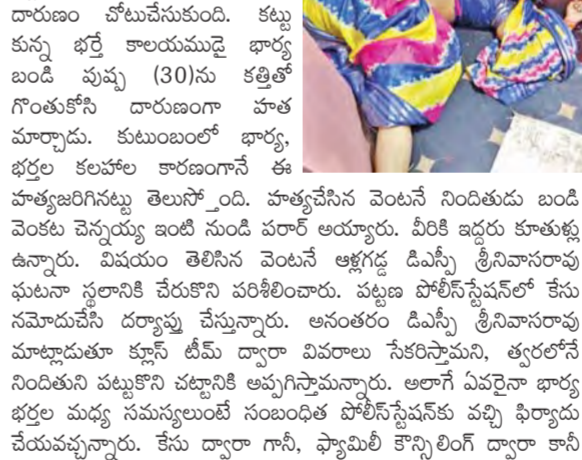 దారుణం చోటుచేసుకుంది. కట్టు
కున్న భర్తే కాలయముడై భార్య
బండి పుష్ప (30)ను కత్తితో
గొంతుకోసి దారుణంగా హత
మార్చాడు. కుటుంబంలో భార్య,
భర్తల కలహాల కారణంగానే ఈ
హత్యజరిగినట్టు తెలుస్తోంది. హత్యచేసిన వెంటనే నిందితుడు బండి
వెంకట చెన్నయ్య ఇంటి నుండి పరార్ అయ్యారు. వీరికి ఇద్దరు కూతుళ్లు
ఉన్నారు. విషయం తెలిసిన వెంటనే ఆళ్లగడ్డ డిఎస్పీ శ్రీనివాసరావు
ఘటనా స్థలానికి చేరుకొని పరిశీలించారు. పట్టణ పోలీస్‌స్టేషన్‌లో కేసు
నమోదుచేసి దర్యాప్తు చేస్తున్నారు. అనంతరం డిఎస్పీ శ్రీనివాసరావు
మాట్లాడుతూ క్లూస్ టీమ్ ద్వారా వివరాలు సేకరిస్తామని, త్వరలోనే
నిందితుని పట్టుకొని చట్టానికి అప్పగిస్తామన్నారు. అలాగే ఏవరైనా భార్య
భర్తల మధ్య సమస్యలుంటే సంబంధిత పోలీస్‌స్టేషన్‌కు వచ్చి ఫిర్యాదు
చేయవచ్చన్నారు. కేసు ద్వారా గానీ, ఫ్యామిలీ కౌన్సిలింగ్ ద్వారా కానీ